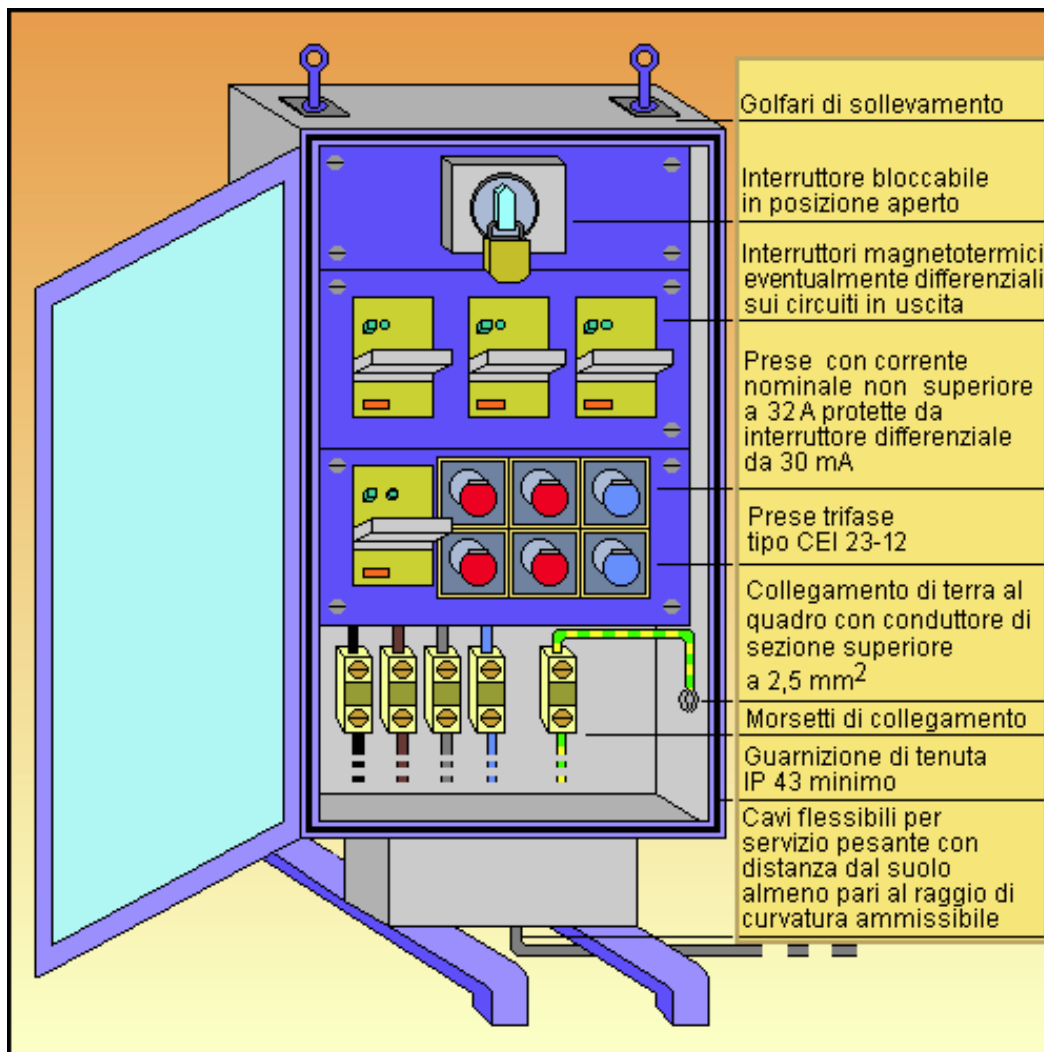 Golfari di sollevamento
Interruttore bloccabile
in posizione aperto
Interruttori magnetotermici
eventualmente differenziali
sui circuiti in uscita
Prese con corrente
nominale non superiore
a 32 A protette da
interruttore differenziale
da 30 mA
Prese trifase
tipo CEI 23-12
Collegamento di terra al
quadro con conduttore di
sezione superiore
a 2,5 mm²
Morsetti di collegamento
Guarnizione di tenuta
IP 43 minimo
Cavi flessibili per
servizio pesante con
distanza dal suolo
almeno pari al raggio di
curvatura ammissibile